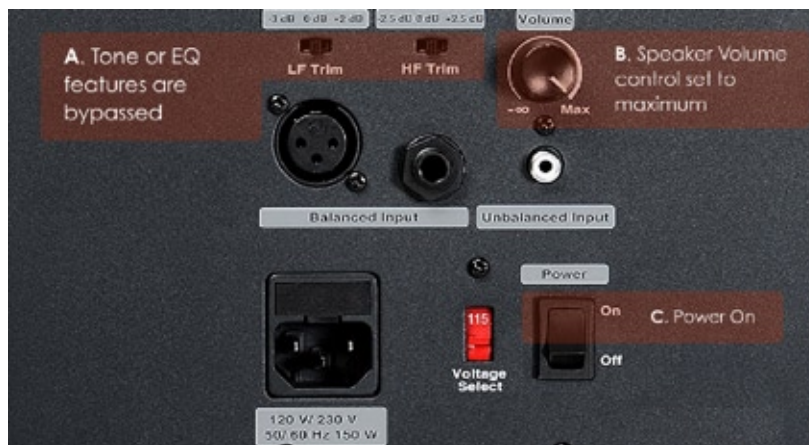 -3 dB 0 dB +2 dB
-2.5 dB 0 dB +2.5 dB
Volume
A. Tone or EQ
features are
bypassed
LF Trim
HF Trim
-∞ Max
B. Speaker Volume
control set to
maximum
Balanced Input
Unbalanced Input
Power
115
Voltage
Select
On
Off
C. Power On
120 V/ 230 V
50/ 60 Hz 150 W